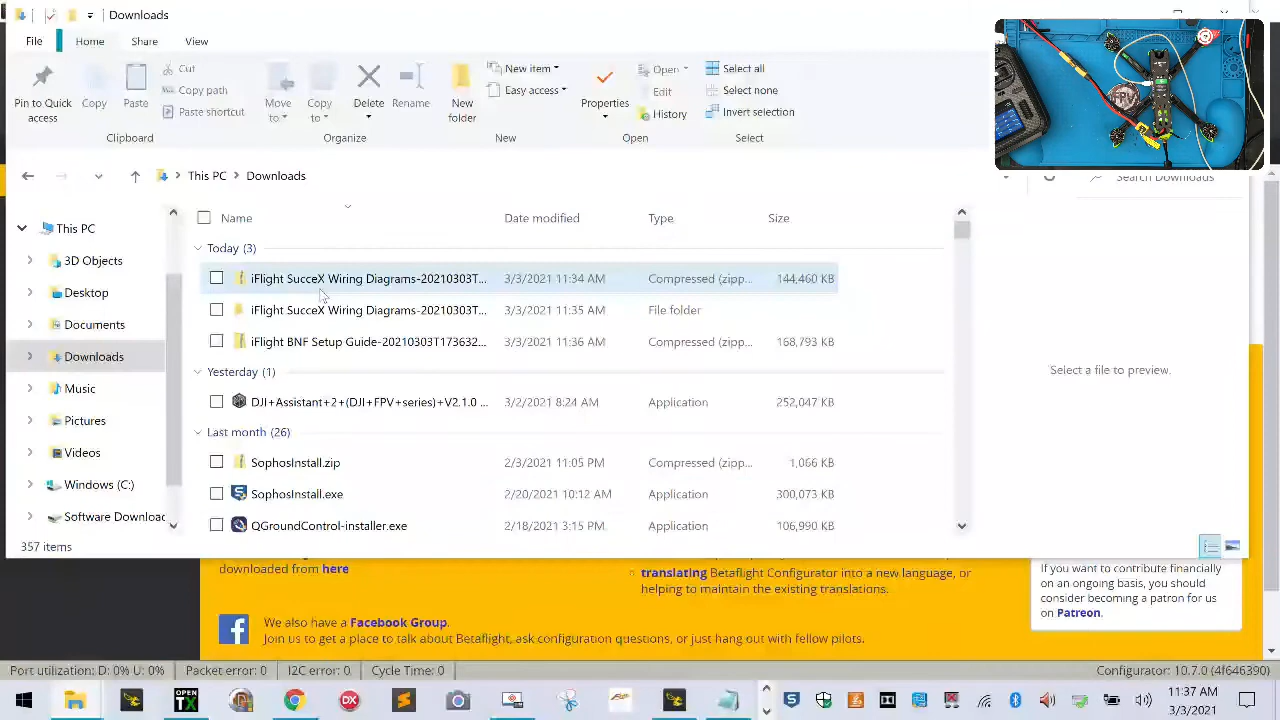 Downloads
File Home Share View
Pin to Quick access
Copy
Paste
Cut
Copy path
Paste shortcut
Clipboard
Move to
Copy to
Delete
Rename
Organize
New folder
New item
Easy access
New
Properties
Open
Edit
History
Open
Select all
Select none
Invert selection
Select
This PC Downloads
Search Downloads
This PC
3D Objects
Desktop
Documents
Downloads
Music
Pictures
Videos
Windows (C:)
Software Downloa
Name Date modified Type Size
Today (3)
iFlight SucceX Wiring Diagrams-20210303T... 3/3/2021 11:34 AM Compressed (zipp... 144,460 KB
iFlight SucceX Wiring Diagrams-20210303T... 3/3/2021 11:35 AM File folder
iFlight BNF Setup Guide-20210303T173632... 3/3/2021 11:36 AM Compressed (zipp... 168,793 KB
Yesterday (1)
DJI+Assistant+2+(DJI+FPV+series)+V2.1.0 ... 3/2/2021 8:24 AM Application 252,047 KB
Last month (26)
SophosInstall.zip 2/3/2021 11:05 PM Compressed (zipp... 1,066 KB
SophosInstall.exe 2/20/2021 10:12 AM Application 300,073 KB
QGroundControl-installer.exe 2/18/2021 3:15 PM Application 106,990 KB
Select a file to preview.
357 items
downloaded from here
translating Betaflight Configurator into a new language, or
helping to maintain the existing translations.
If you want to contribute financially
on an ongoing basis, you should
consider becoming a patron for us
on Patreon.
We also have a Facebook Group.
Join us to get a place to talk about Betaflight, ask configuration questions, or just hang out with fellow pilots.
Port utilization: D: 0% U: 0% Packet error: 0 I2C error: 0 Cycle Time: 0 Configurator: 10.7.0 (4f646390)
OPEN
TX
DX
11:37 AM
3/3/2021